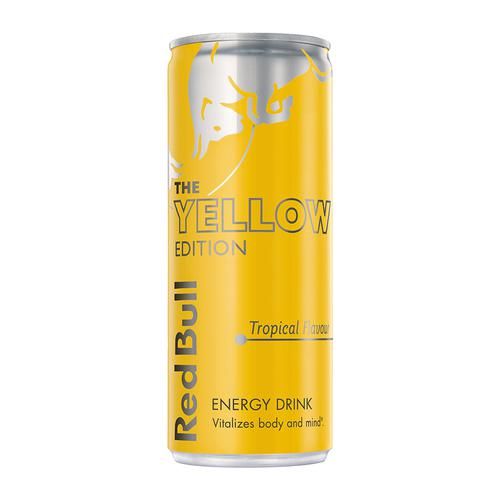 THE
YELLOW
EDITION
Red Bull
Tropical Flavour
ENERGY DRINK
Vitalizes body and mind®.